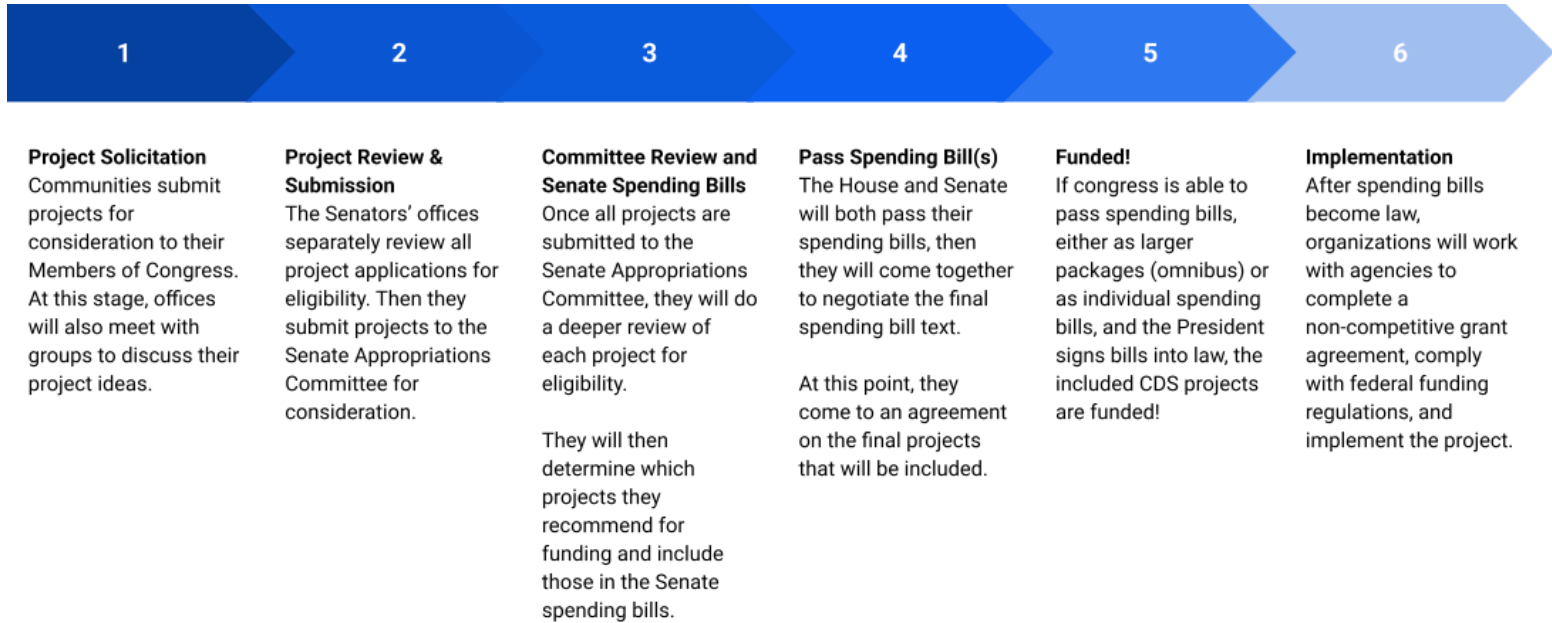 1
2
3
4
5
6
Project Solicitation
Communities submit
projects for
consideration to their
Members of Congress.
At this stage, offices
will also meet with
groups to discuss their
project ideas.
Project Review &
Submission
The Senators’ offices
separately review all
project applications for
eligibility. Then they
submit projects to the
Senate Appropriations
Committee for
consideration.
Committee Review and
Senate Spending Bills
Once all projects are
submitted to the
Senate Appropriations
Committee, they will do
a deeper review of
each project for
eligibility.
They will then
determine which
projects they
recommend for
funding and include
those in the Senate
spending bills.
Pass Spending Bill(s)
The House and Senate
will both pass their
spending bills, then
they will come together
to negotiate the final
spending bill text.
At this point, they
come to an agreement
on the final projects
that will be included.
Funded!
If congress is able to
pass spending bills,
either as larger
packages (omnibus) or
as individual spending
bills, and the President
signs bills into law, the
included CDS projects
are funded!
Implementation
After spending bills
become law,
organizations will work
with agencies to
complete a
non-competitive grant
agreement, comply
with federal funding
regulations, and
implement the project.